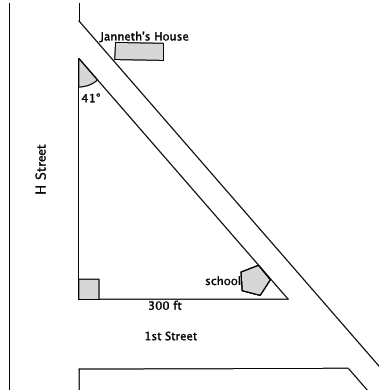 Janneth's House
41°
H Street
school
300 ft
1st Street